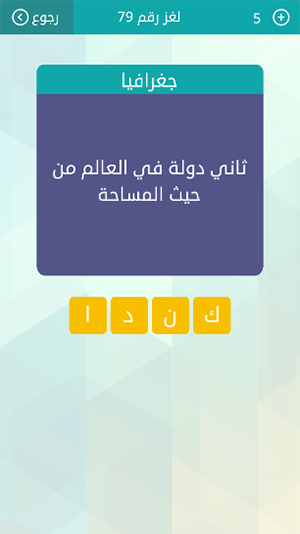 رجوع لغز رقم 79 5
جغرافيا
ثاني دولة في العالم من
حيث المساحة
ك ن د ا